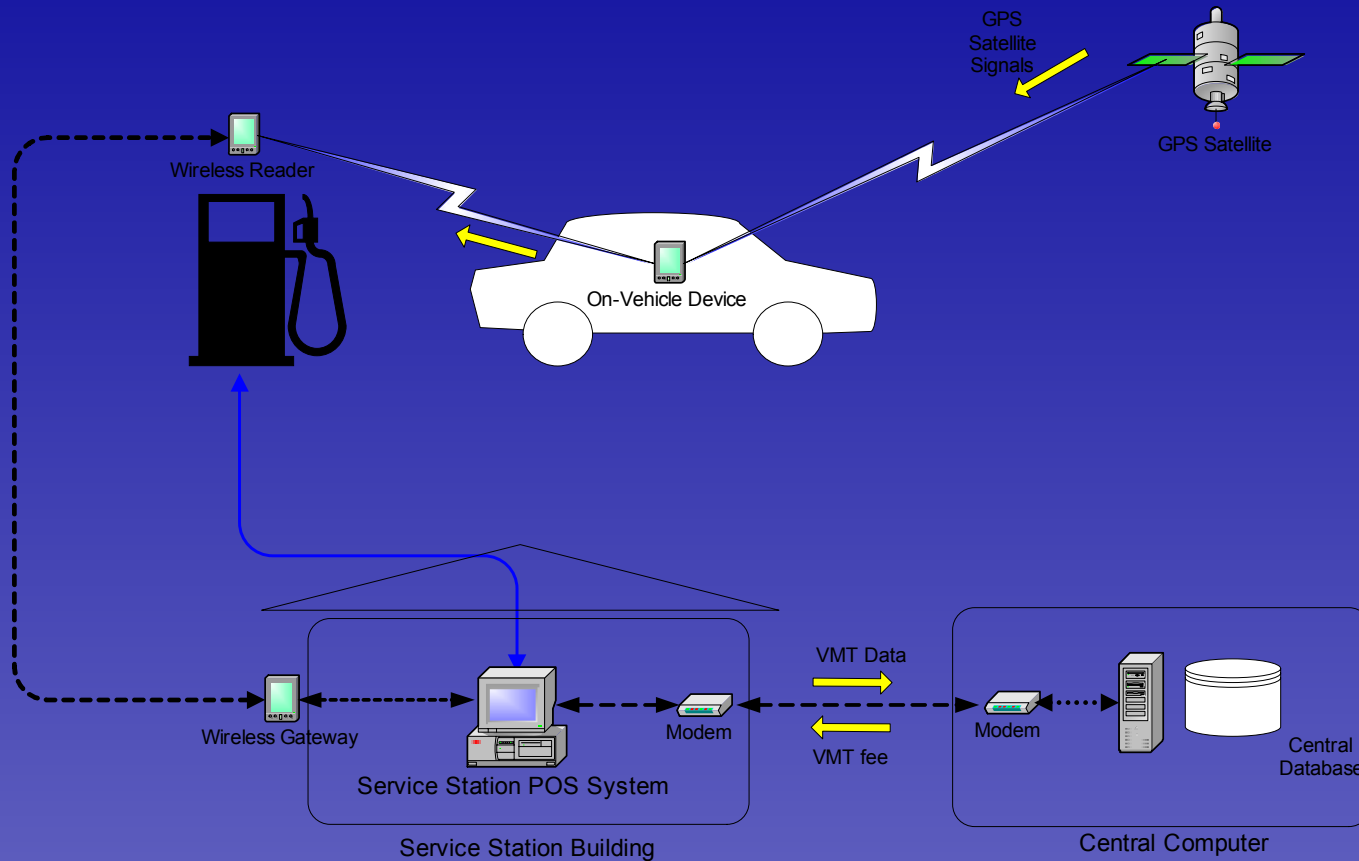 GPS
Satellite
Signals
GPS Satellite
Wireless Reader
On-Vehicle Device
VMT Data
Wireless Gateway
Modem
VMT fee
Modem
Central
Database
Service Station POS System
Service Station Building
Central Computer